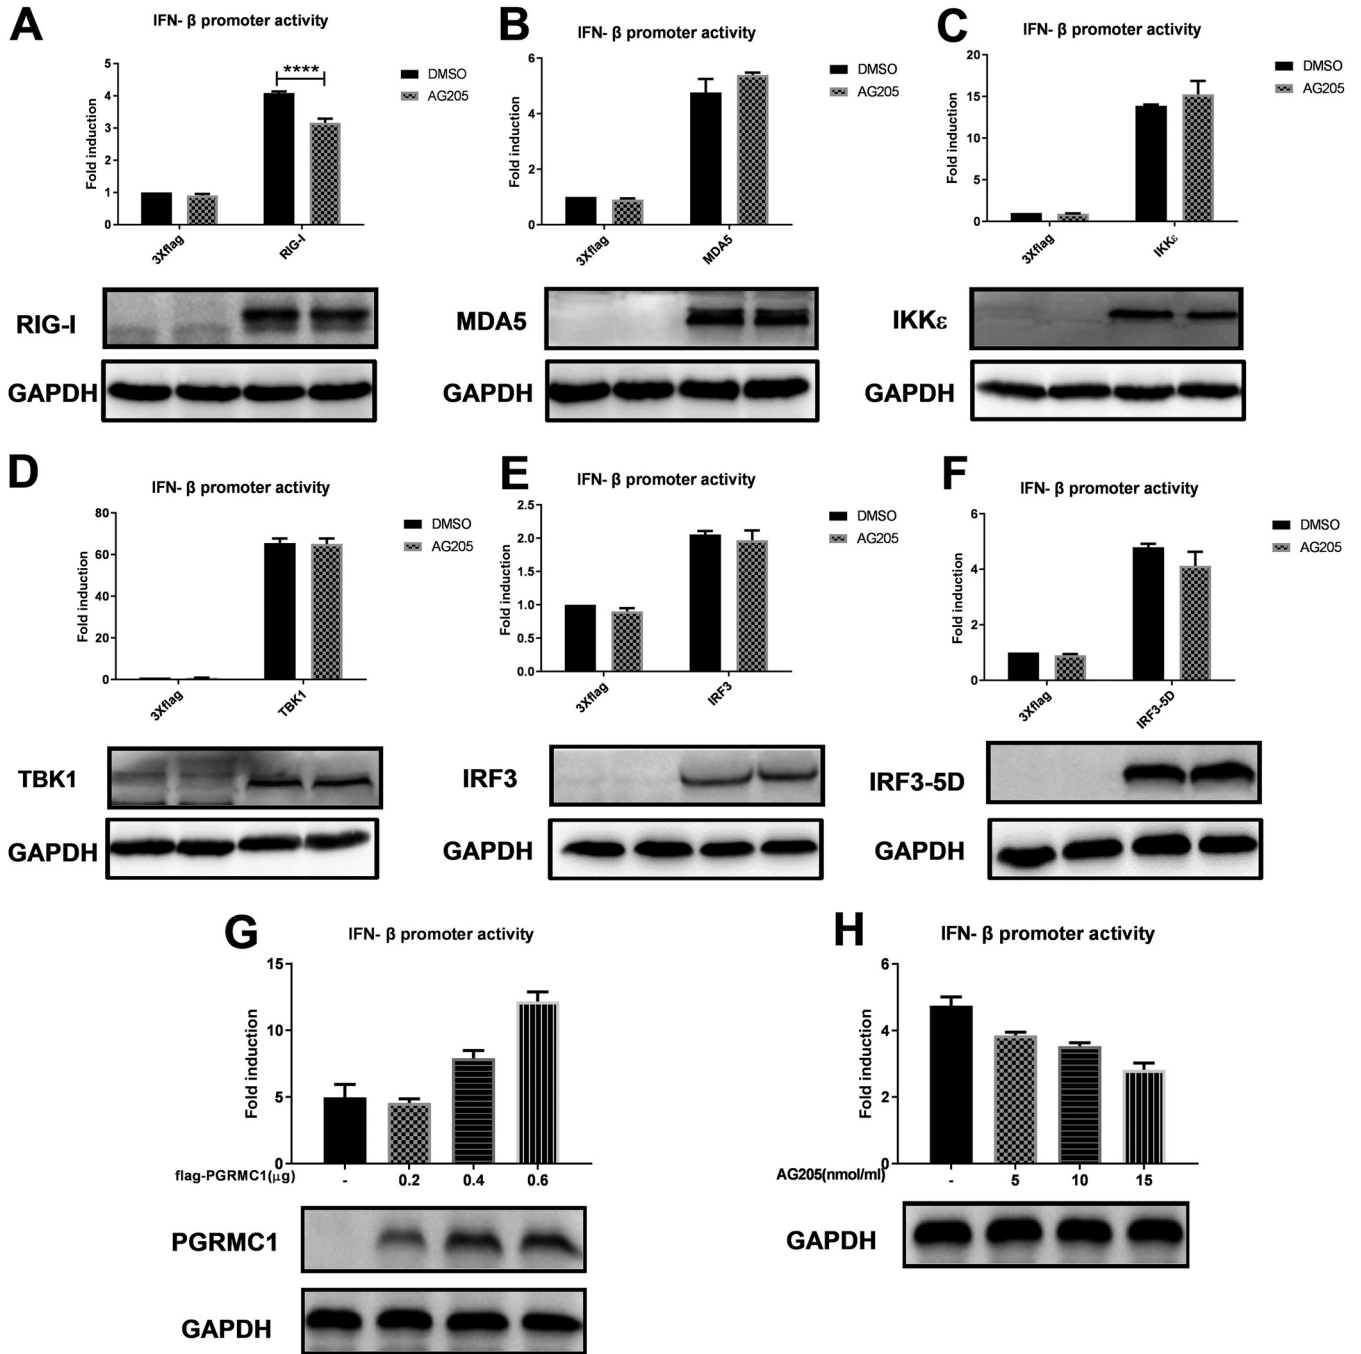 A
IFN- β promoter activity
Fold induction
5
4
3
2
1
0
****
3Xflag
RIG-I
DMSO
AG205
RIG-I
GAPDH
B
IFN- β promoter activity
Fold induction
6
4
2
0
3Xflag
MDA5
DMSO
AG205
MDA5
GAPDH
C
IFN- β promoter activity
Fold induction
20
15
10
5
0
3Xflag
IKKε
DMSO
AG205
IKKε
GAPDH
D
IFN- β promoter activity
Fold induction
80
60
40
20
0
3Xflag
TBK1
DMSO
AG205
TBK1
GAPDH
E
IFN- β promoter activity
Fold induction
2.5
2.0
1.5
1.0
0.5
0.0
3Xflag
IRF3
DMSO
AG205
IRF3
GAPDH
F
IFN- β promoter activity
Fold induction
6
4
2
0
3Xflag
IRF3-5D
DMSO
AG205
IRF3-5D
GAPDH
G
IFN- β promoter activity
Fold induction
15
10
5
0
flag-PGRMC1(μg) - 0.2 0.4 0.6
PGRMC1
GAPDH
H
IFN- β promoter activity
Fold induction
6
4
2
0
AG205(nmol/ml) - 5 10 15
GAPDH